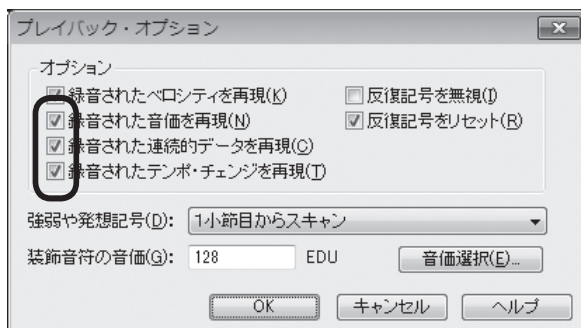 プレイバック・オプション
オプション
録音されたベロシティを再現(K)
反復記号を無視(I)
録音された音価を再現(N)
反復記号をリセット(R)
録音された連続的データを再現(C)
録音されたテンポ・チェンジを再現(T)
強弱や発想記号(D): 1小節目からスキャン
装飾音符の音価(G): 128 EDU 音価選択(E)...
OK キャンセル ヘルプ